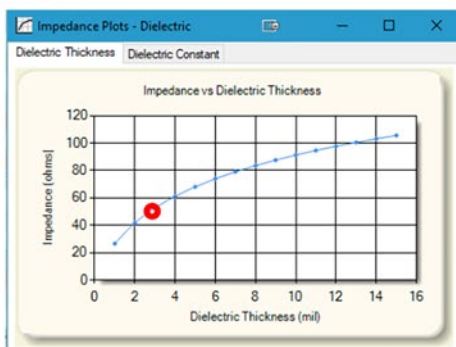 Impedance Plots - Dielectric
Dielectric Thickness Dielectric Constant
Impedance vs Dielectric Thickness
120
100
80
60
40
20
0
Impedance (ohms)
0 2 4 6 8 10 12 14 16
Dielectric Thickness (mil)